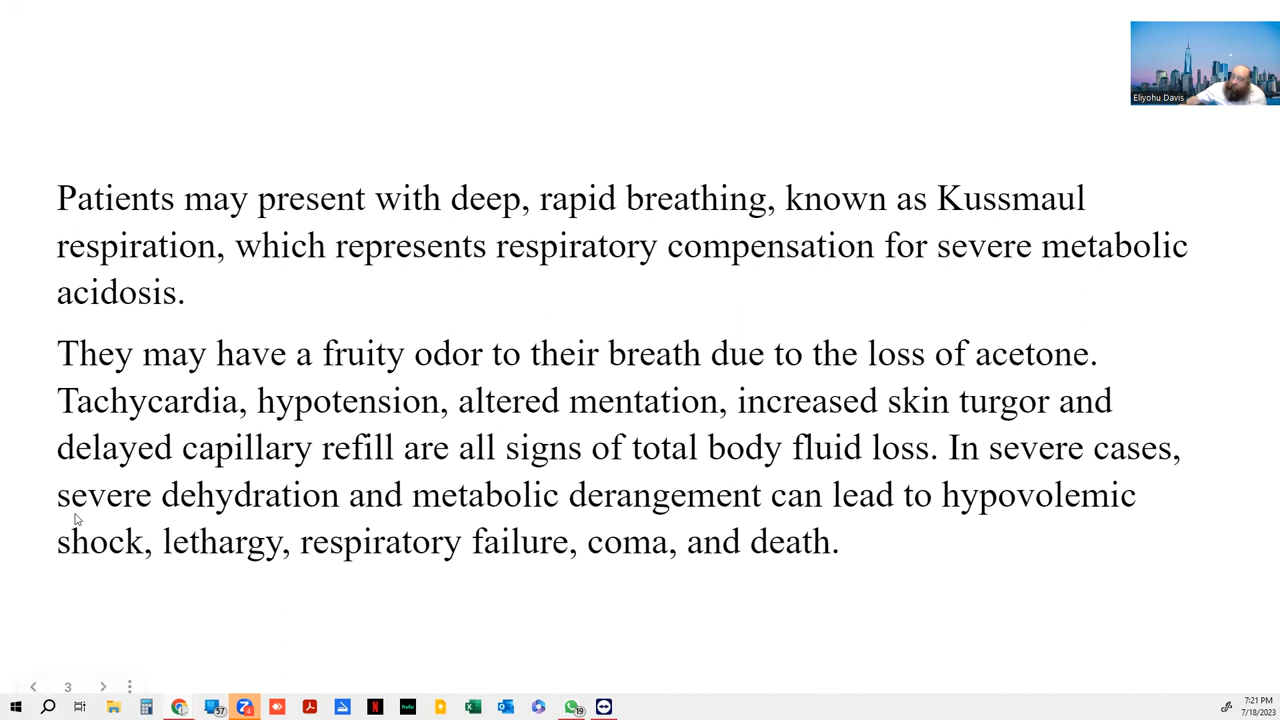 Eliyohu Davis
Patients may present with deep, rapid breathing, known as Kussmaul
respiration, which represents respiratory compensation for severe metabolic
acidosis.
They may have a fruity odor to their breath due to the loss of acetone.
Tachycardia, hypotension, altered mentation, increased skin turgor and
delayed capillary refill are all signs of total body fluid loss. In severe cases,
severe dehydration and metabolic derangement can lead to hypovolemic
shock, lethargy, respiratory failure, coma, and death.
3
57
4
hulu
19
7:21 PM
7/18/2023